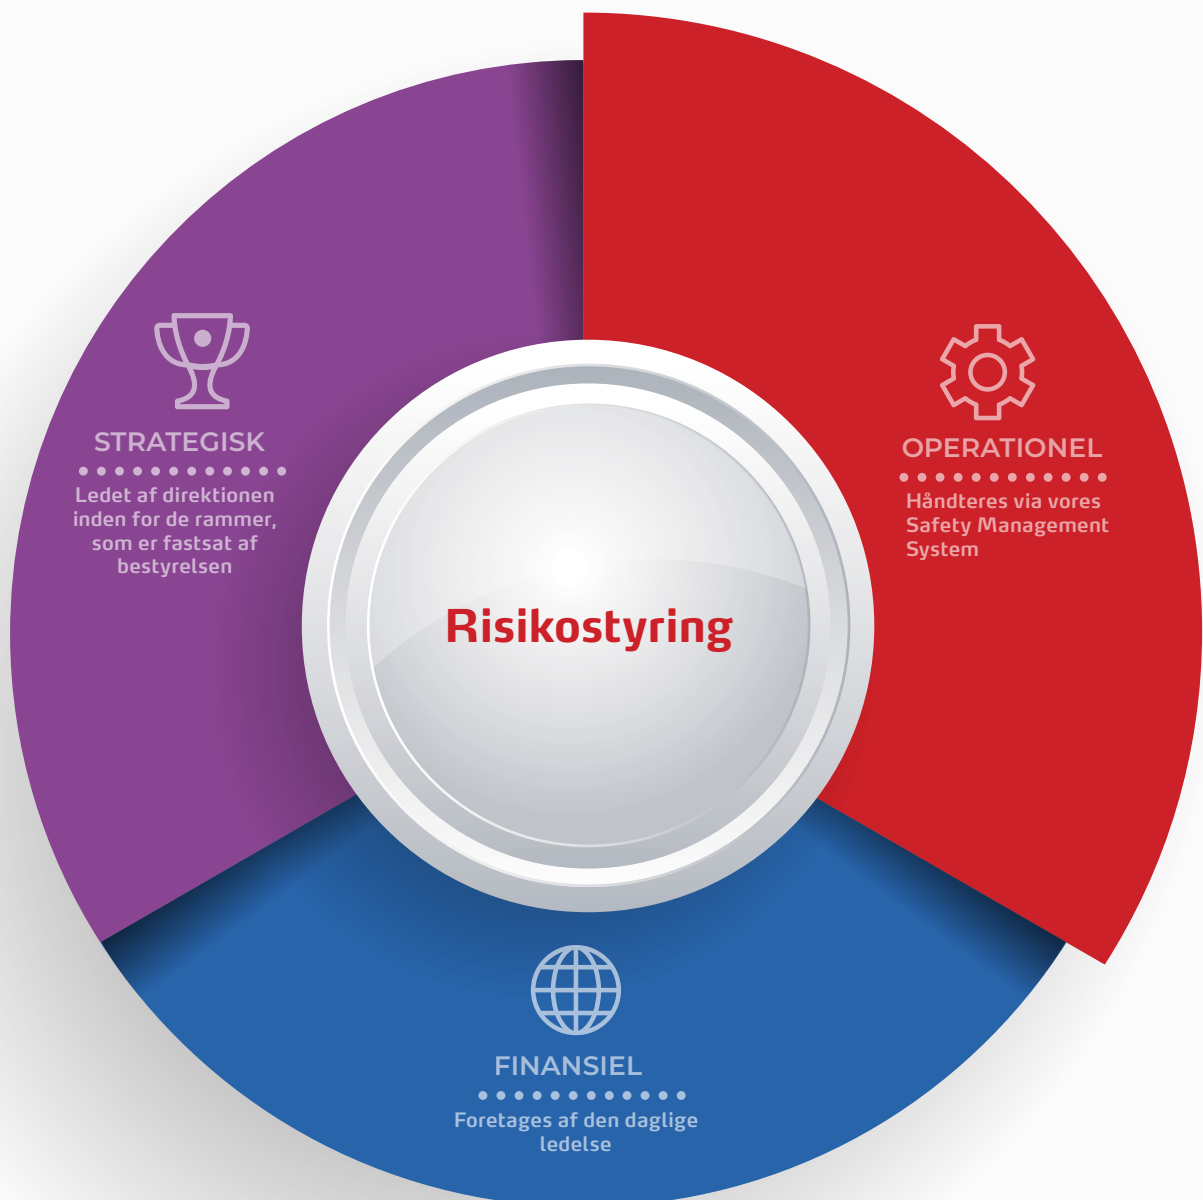 STRATEGISK
Ledet af direktionen
inden for de rammer,
som er fastsat af
bestyrelsen
OPERATIONEL
Håndteres via vores
Safety Management
System
Risikostyring
FINANSIEL
Foretages af den daglige
ledelse